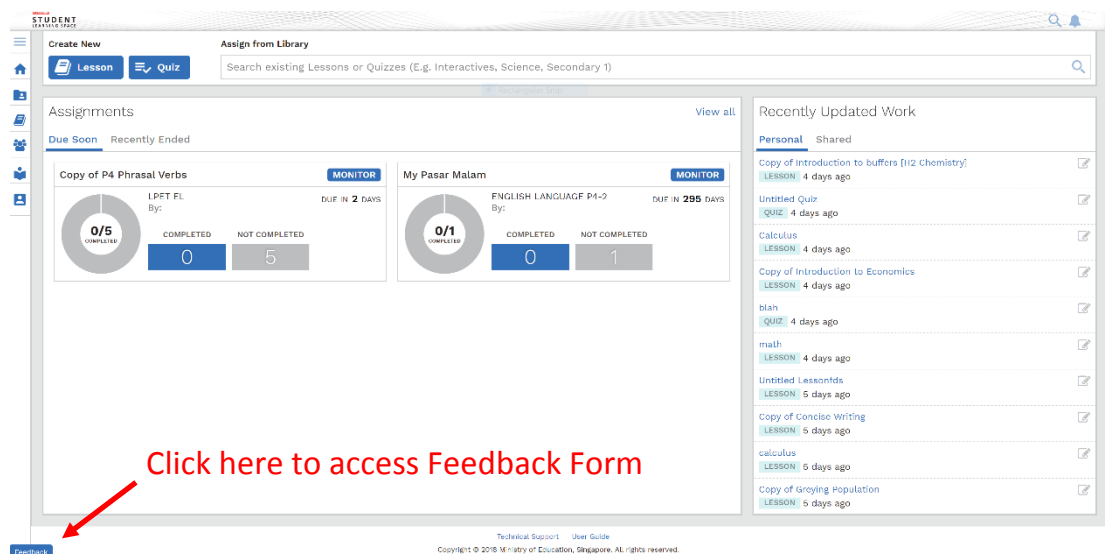 STUDENT
LEARNING SPACE
Create New
Assign from Library
Lesson
Quiz
Search existing Lessons or Quizzes (E.g. Interactives, Science, Secondary 1)
Rectangular Snip
Assignments
View all
Due Soon Recently Ended
Copy of P4 Phrasal Verbs
MONITOR
LPET EL
By:
DUE IN 2 DAYS
0/5
COMPLETED
COMPLETED NOT COMPLETED
0 5
My Pasar Malam
MONITOR
ENGLISH LANGUAGE P4-2
By:
DUE IN 295 DAYS
0/1
COMPLETED
COMPLETED NOT COMPLETED
0 1
Recently Updated Work
Personal Shared
Copy of Introduction to buffers [H2 Chemistry]
LESSON 4 days ago
Untitled Quiz
QUIZ 4 days ago
Calculus
LESSON 4 days ago
Copy of Introduction to Economics
LESSON 4 days ago
blah
QUIZ 4 days ago
math
LESSON 4 days ago
Untitled Lessonfds
LESSON 5 days ago
Copy of Concise Writing
LESSON 5 days ago
calculus
LESSON 5 days ago
Copy of Greying Population
LESSON 5 days ago
Click here to access Feedback Form
Feedback
Technical Support User Guide
Copyright © 2018 Ministry of Education, Singapore. All rights reserved.